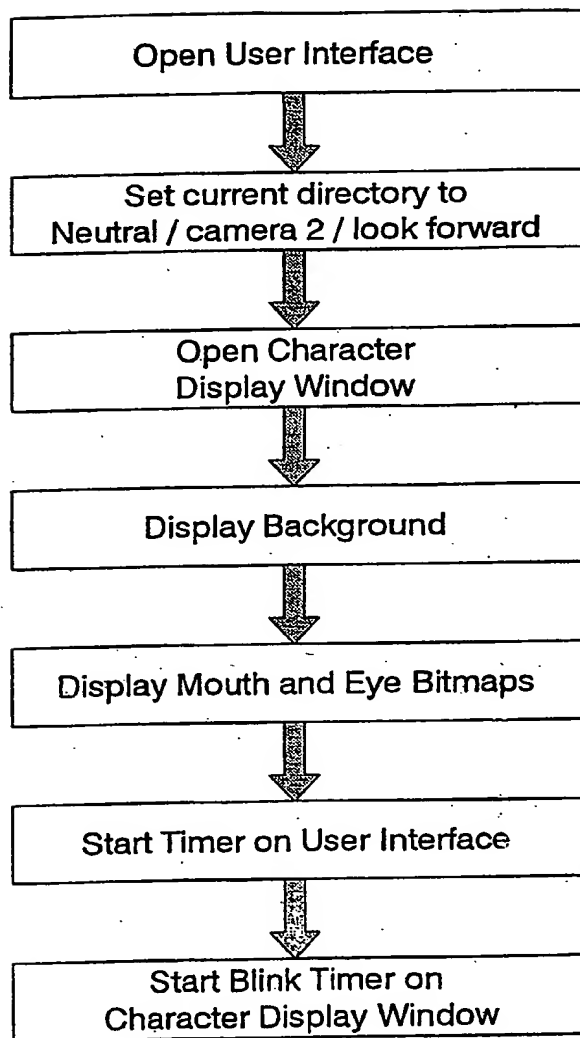 Open User Interface
Set current directory to
Neutral / camera 2 / look forward
Open Character
Display Window
Display Background
Display Mouth and Eye Bitmaps
Start Timer on User Interface
Start Blink Timer on
Character Display Window